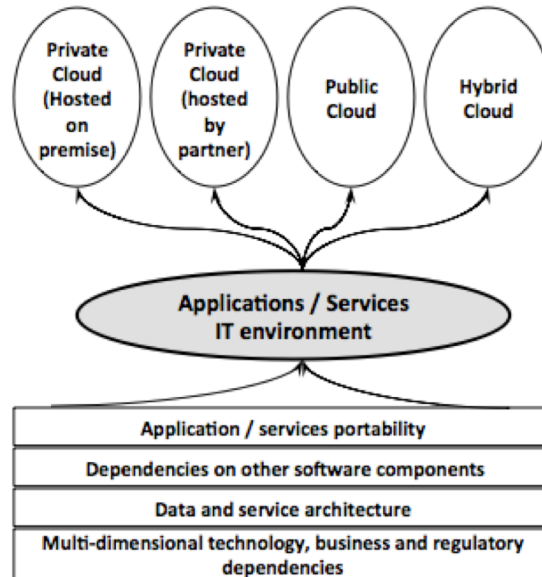 Private
Cloud
(Hosted
on
premise)
Private
Cloud
(hosted
by
partner)
Public
Cloud
Hybrid
Cloud
Applications / Services
IT environment
Application / services portability
Dependencies on other software components
Data and service architecture
Multi-dimensional technology, business and regulatory
dependencies